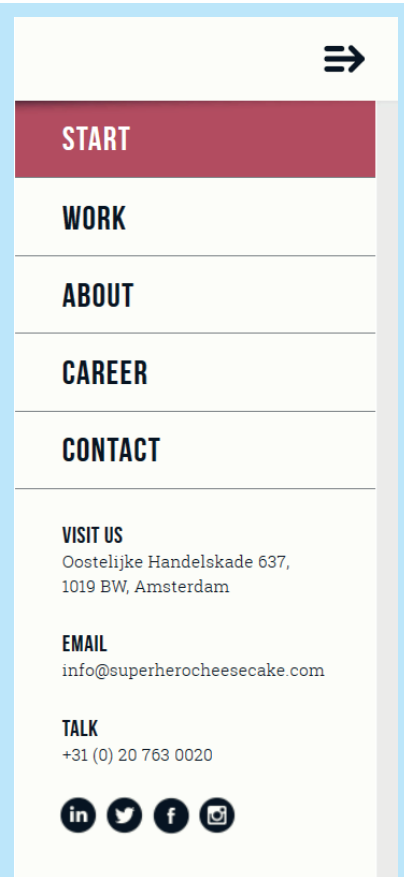 START
WORK
ABOUT
CAREER
CONTACT
VISIT US
Oostelijke Handelskade 637,
1019 BW, Amsterdam
EMAIL
info@superherocheesecake.com
TALK
+31 (0) 20 763 0020
in f